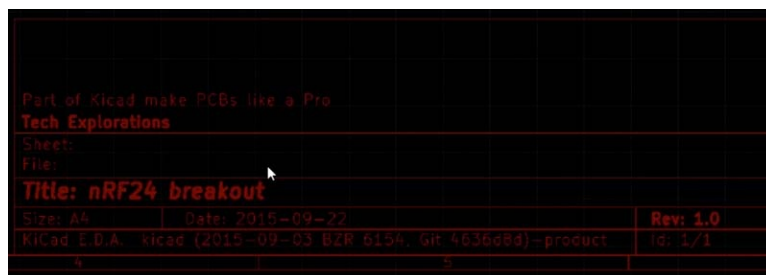 Part of Kicad make PCBs like a Pro
Tech Explorations
Sheet:
File:
Title: nRF24 breakout
Size: A4 Date: 2015-09-22 Rev: 1.0
KiCad E.D.A. kicad (2015-09-03 BZR 6154, Git 4636d8d)-product Id: 1/1
4 5